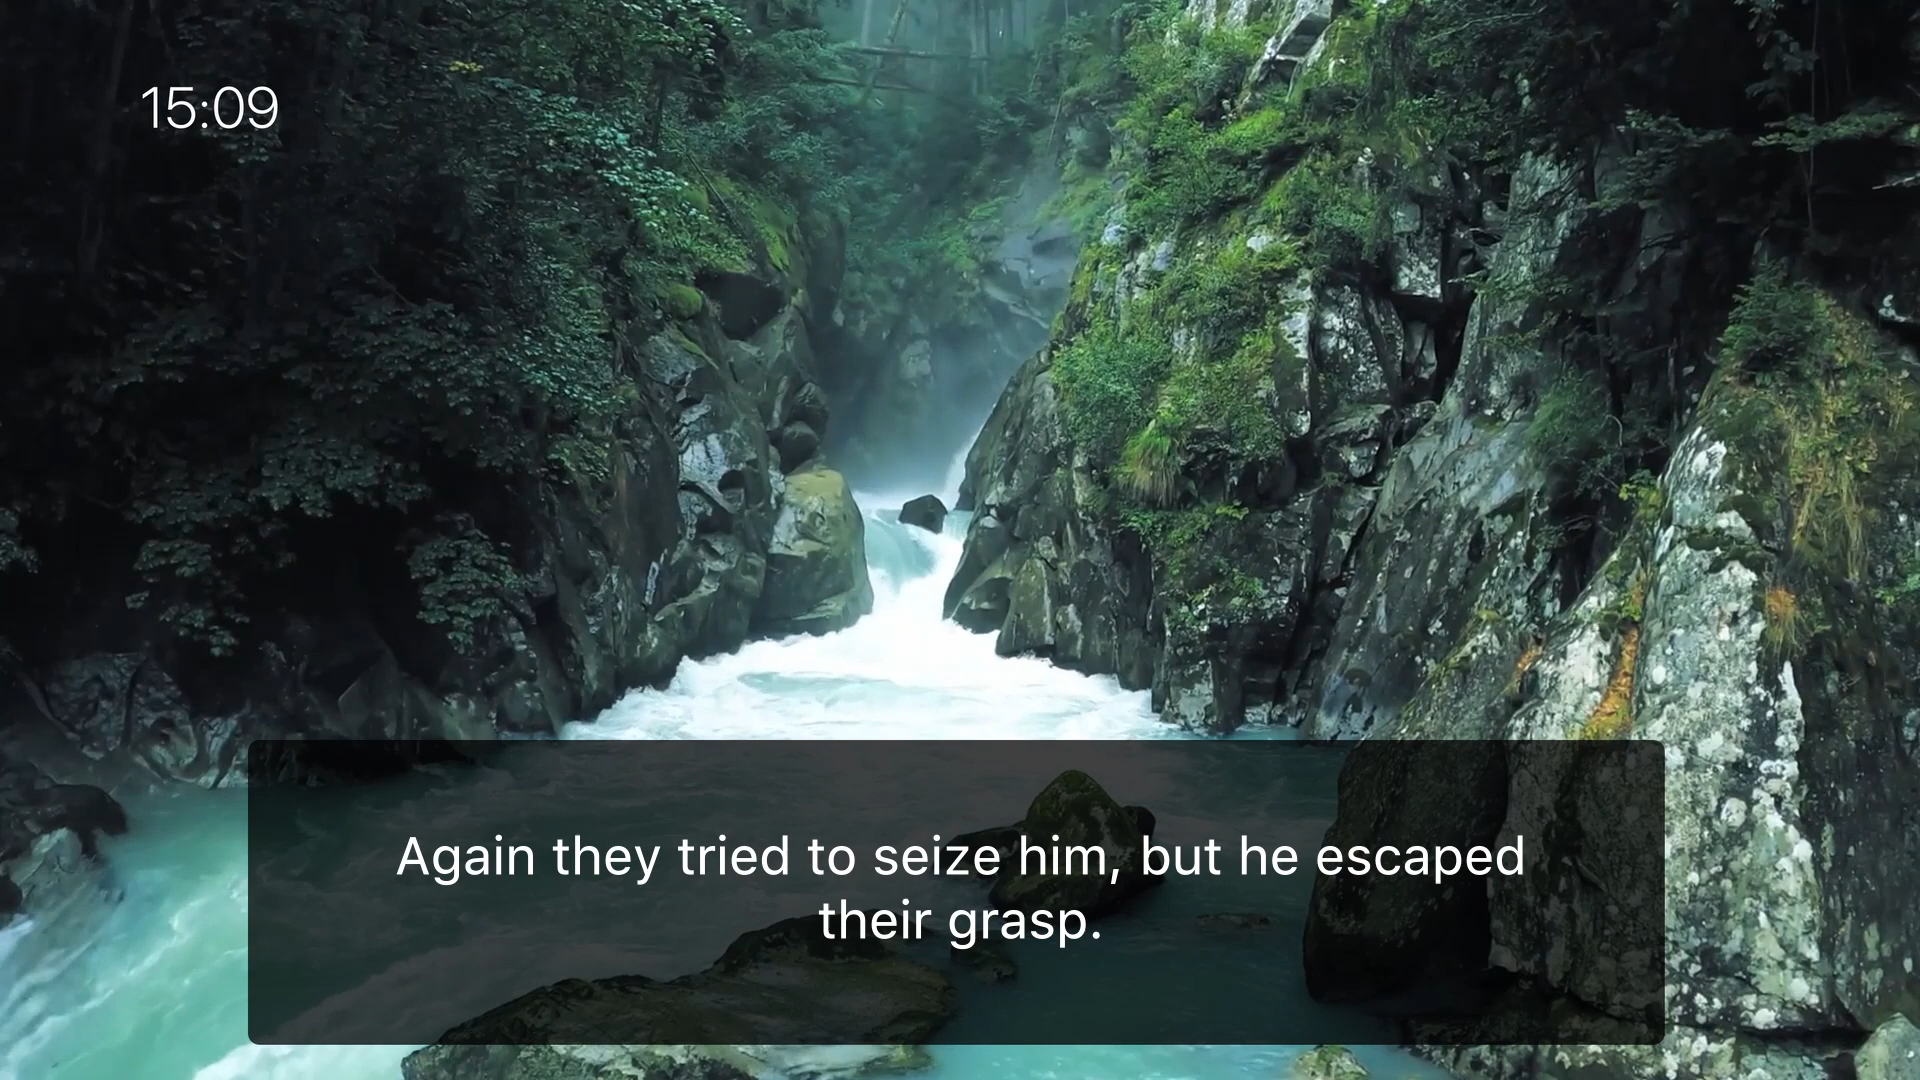 15:09
Again they tried to seize him, but he escaped
their grasp.